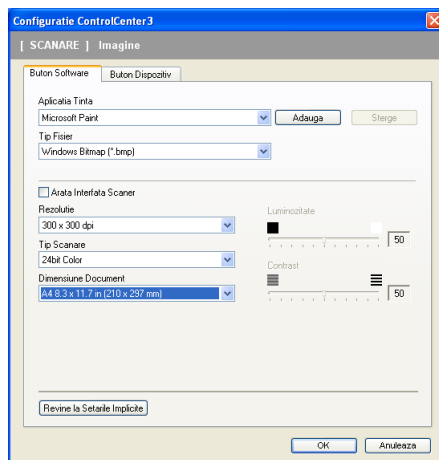 Configuratie ControlCenter3
[ SCANARE ] Imagine
Buton Software
Buton Dispozitiv
Aplicatia Tinta
Microsoft Paint
Adauga
Sterge
Tip Fisier
Windows Bitmap (*.bmp)
Arata Interfata Scaner
Rezolutie
300 x 300 dpi
Luminozitate
50
Tip Scanare
24bit Color
Contrast
50
Dimensiune Document
A4 8.3 x 11.7 in (210 x 297 mm)
Revine la Setarile Implicite
OK
Anuleaza